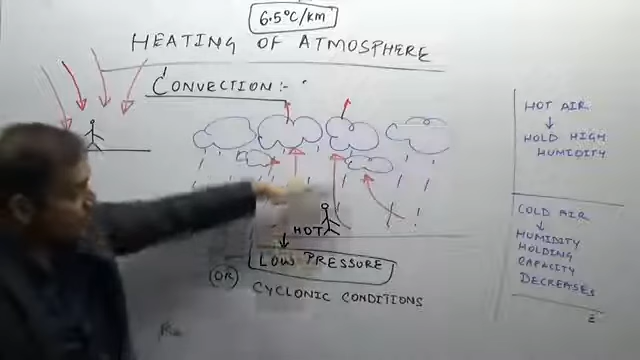 6.5°C/km
HEATING OF ATMOSPHERE
CONVECTION:-
HOT
LOW PRESSURE
(OR)
CYCLONIC CONDITIONS
HOT AIR
HOLD HIGH
HUMIDITY
COLD AIR
HUMIDITY
HOLDING
CAPACITY
DECREASES